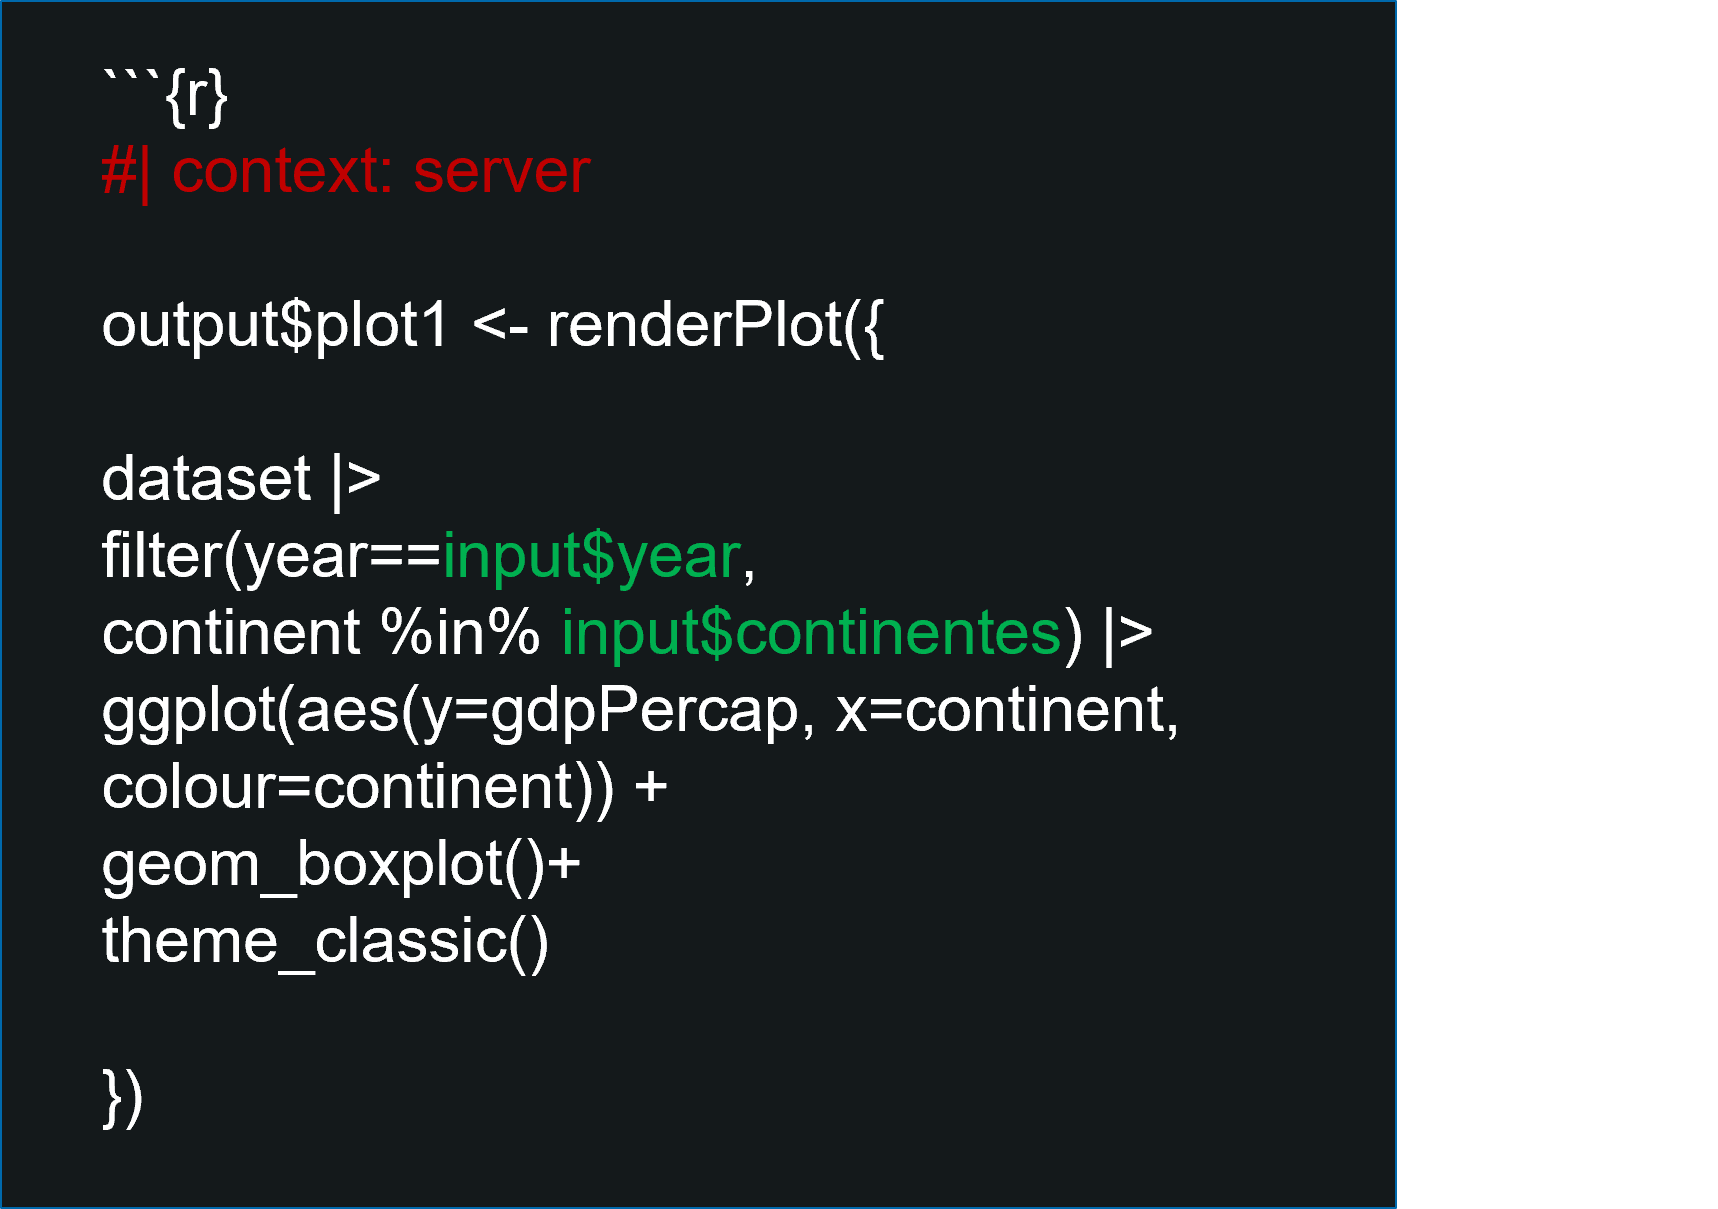 ```{r}
#| context: server
output$plot1 <- renderPlot({
dataset |>
filter(year==input$year,
continent %in% input$continentes) |>
ggplot(aes(y=gdpPercap, x=continent,
colour=continent)) +
geom_boxplot()+
theme_classic()
})